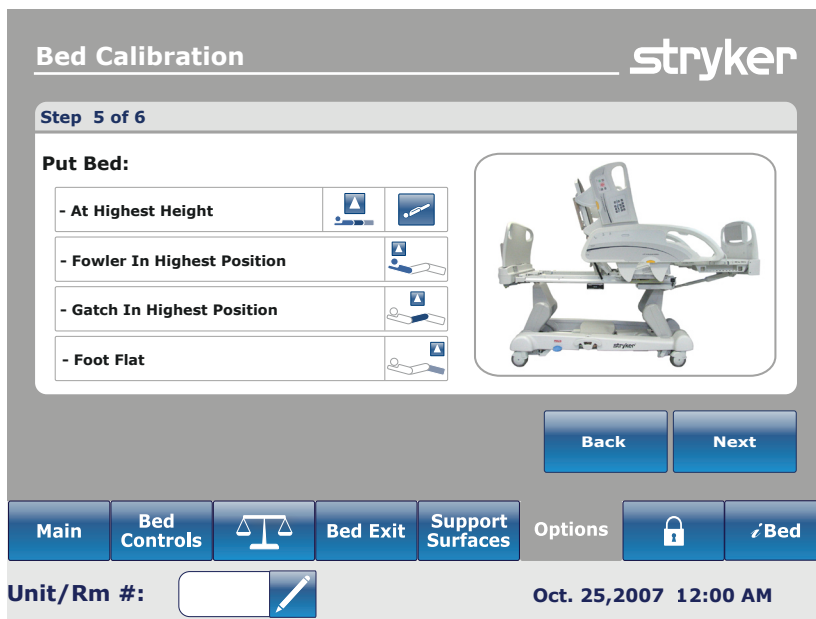 Bed Calibration
stryker
Step 5 of 6
Put Bed:
- At Highest Height
- Fowler In Highest Position
- Gatch In Highest Position
- Foot Flat
stryker
Back
Next
Main
Bed
Controls
Bed Exit
Support
Surfaces
Options
iBed
Unit/Rm #:
Oct. 25,2007 12:00 AM